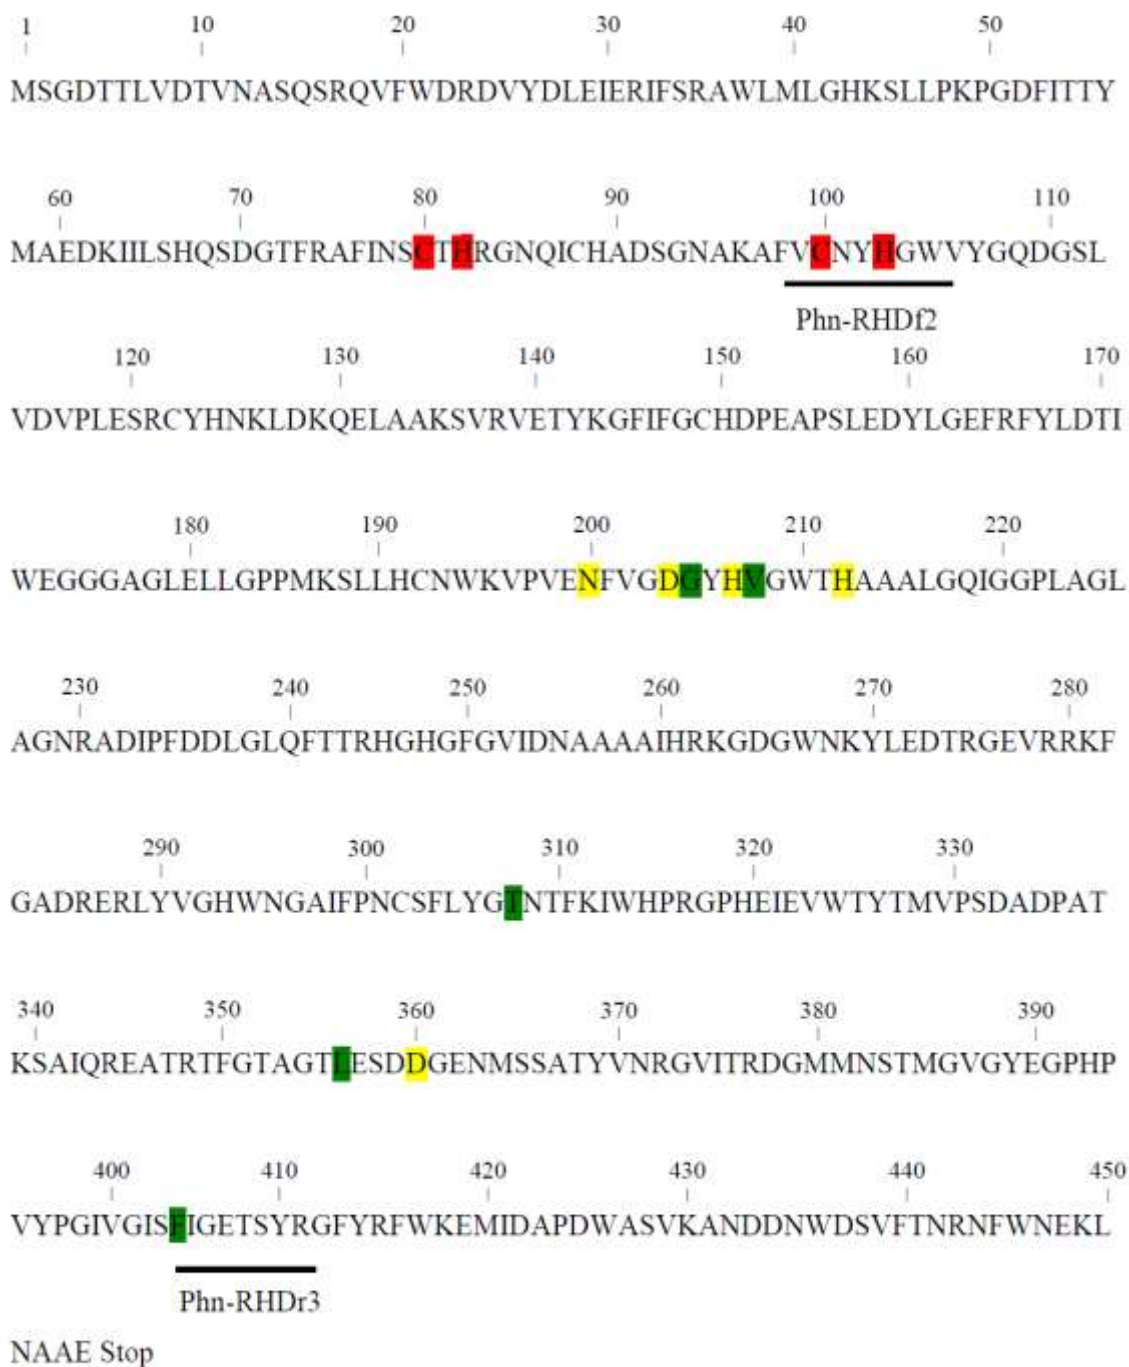 1 10 20 30 40 50
MSGDTTLVDTVNASQSRQVFWDRDVYDLEIERIFSRAWLMLGHKSLLPKPGDFITTY
60 70 80 90 100 110
MAEDKIILSHQSDGTFRAFINSCTHRGNQICHADSGNAKAFVCNYHGWVYGQDGSL
Phn-RHDf2
120 130 140 150 160 170
VDVPLESRCYHNKLDKQELAAKSVRVETYKGFIFGCHDPEAPSLEDYLGEFRFYLDTI
180 190 200 210 220
WEGGGAGLELLGPPMKSLLHCNWKVPVENFVGDGYHVGWTHAAALGQIGGPLAGL
230 240 250 260 270 280
AGNRADIPFDDLGLQFTTRHGHGFGVIDNAAAAIHRKGDGWNKYLEDTRGEVRRKF
290 300 310 320 330
GADRERLYVGHWNGAIFPNCSFLYGINTFKIWHPRGPHEIEVWTYTMVPSDADPAT
340 350 360 370 380 390
KSAIQREATRTFGTAGTLESDDGENMSSATYVNRGVITRDGMMNSTMGVGYEGPHP
400 410 420 430 440 450
VYPGIVGISFIGETSYRGFYRFWKEMIDAPDWASVKANDDNWDSVFTNRNFWNEKL
Phn-RHDr3
NAAE Stop